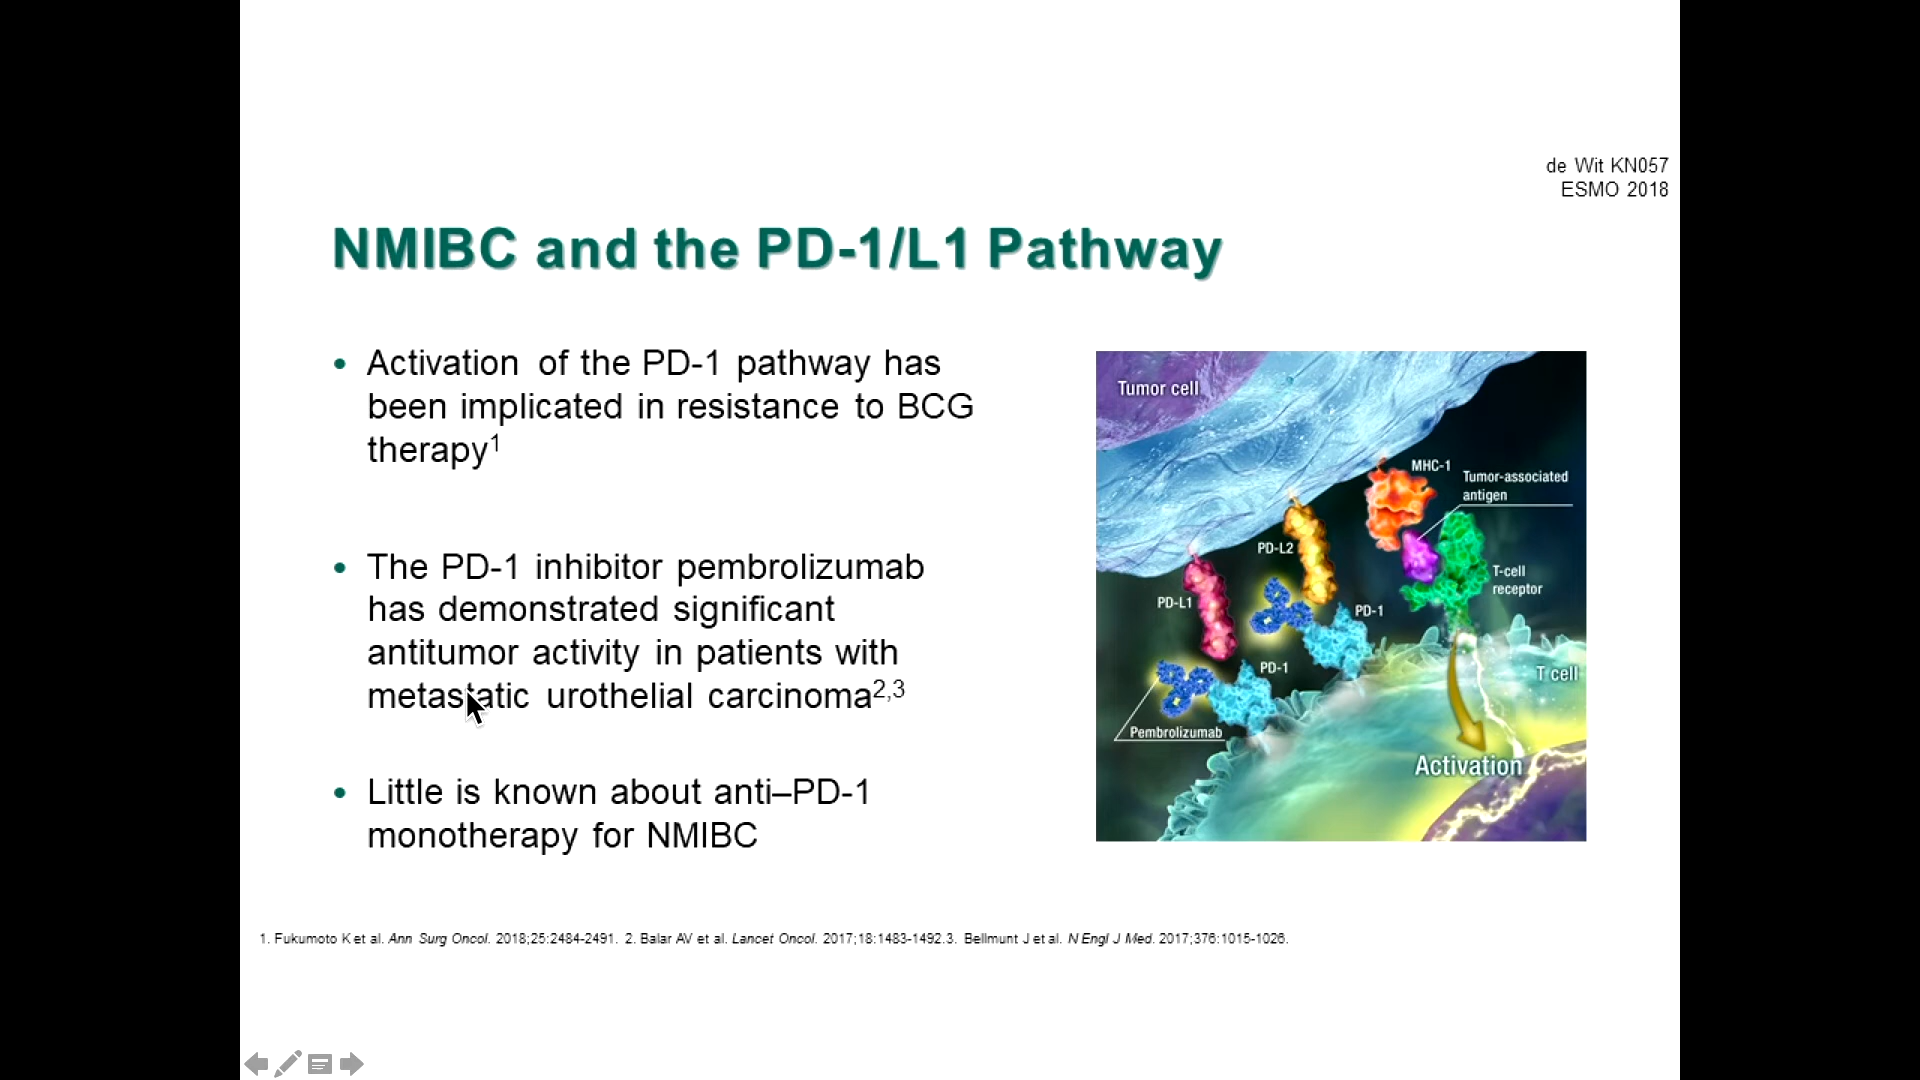 de Wit KN057
ESMO 2018
NMIBC and the PD-1/L1 Pathway
• Activation of the PD-1 pathway has
been implicated in resistance to BCG
therapy1
• The PD-1 inhibitor pembrolizumab
has demonstrated significant
antitumor activity in patients with
metastatic urothelial carcinoma2,3
• Little is known about anti–PD-1
monotherapy for NMIBC
Tumor cell
MHC-1
Tumor-associated
antigen
PD-L2
T-cell
receptor
PD-L1
PD-1
PD-1
T cell
Pembrolizumab
Activation
1. Fukumoto K et al. Ann Surg Oncol. 2018;25:2484-2491. 2. Balar AV et al. Lancet Oncol. 2017;18:1483-1492.3. Bellmunt J et al. N Engl J Med. 2017;376:1015-1026.